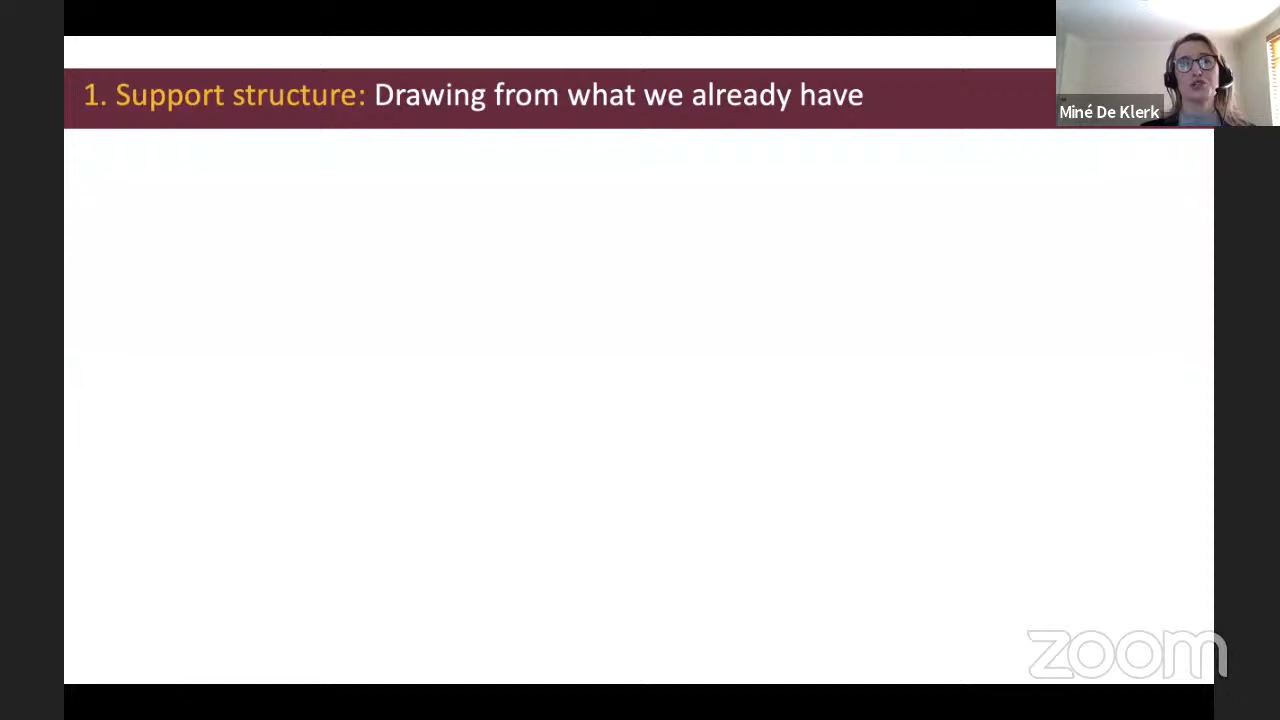 1. Support structure: Drawing from what we already have
Miné De Klerk
zoom